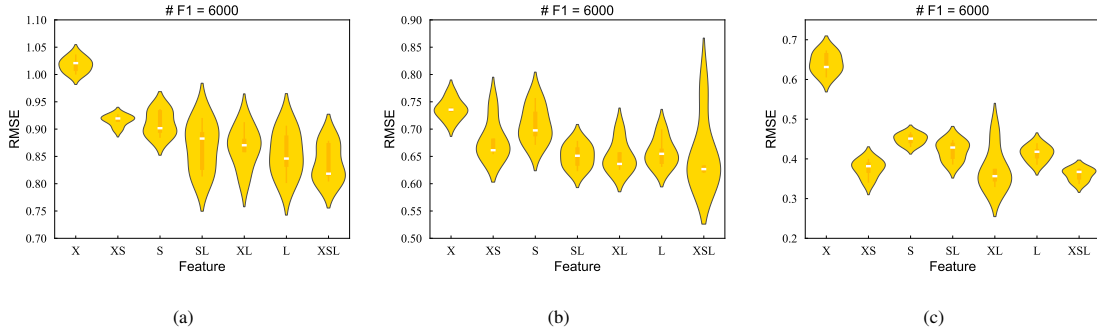 # F1 = 6000
1.10
1.05
1.00
0.95
0.90
0.85
0.80
0.75
0.70
RMSE
X XS S SL XL L XSL
Feature
(a)
# F1 = 6000
0.90
0.85
0.80
0.75
0.70
0.65
0.60
0.55
0.50
RMSE
X XS S SL XL L XSL
Feature
(b)
# F1 = 6000
0.7
0.6
0.5
0.4
0.3
0.2
RMSE
X XS S SL XL L XSL
Feature
(c)